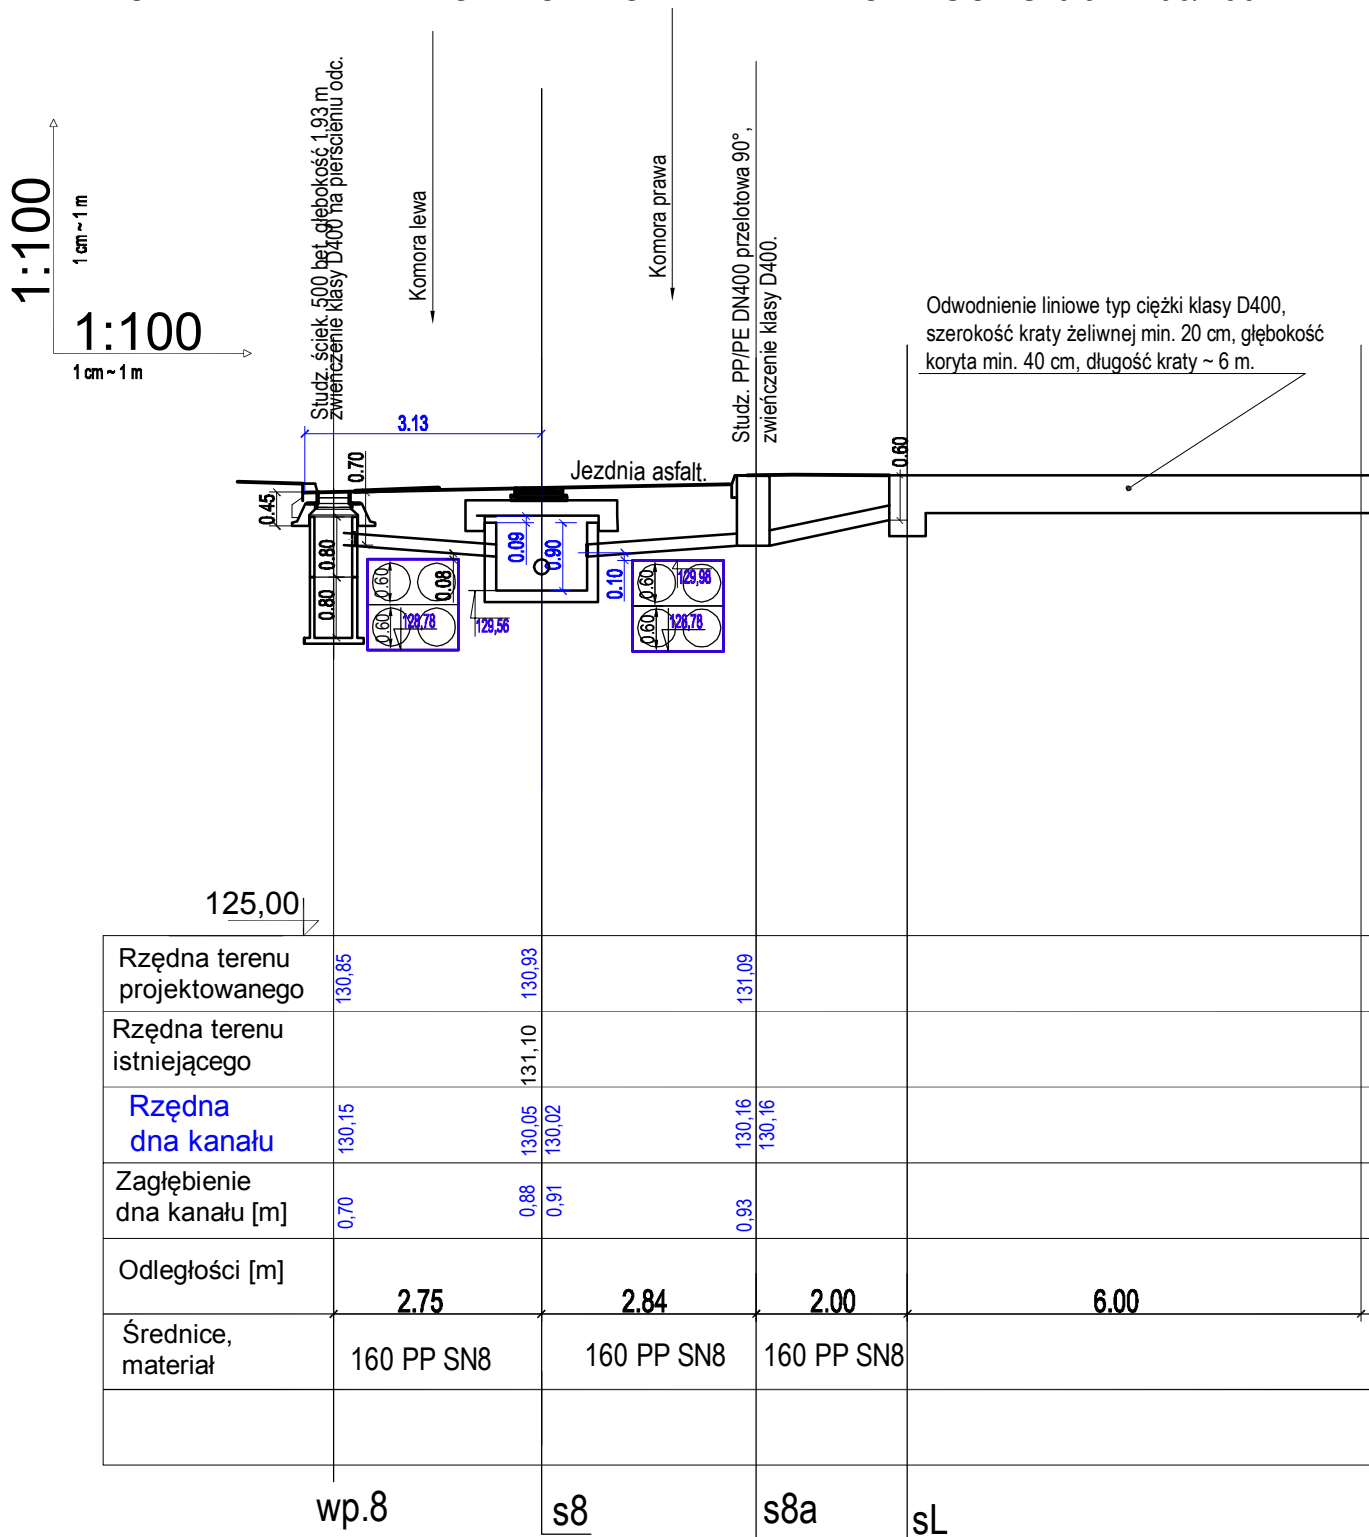 1:100
1 cm ~ 1 m
1:100
1 cm ~ 1 m
Studz. ściek. 500 bet. głębokość 1.93 m
zwieńczenie klasy D400 na pierścieniu odc.
Komora lewa
Komora prawa
Studz. PP/PE DN400 przelotowa 90°,
zwieńczenie klasy D400.
Odwodnienie liniowe typ ciężki klasy D400,
szerokość kraty żeliwnej min. 20 cm, głębokość
koryta min. 40 cm, długość kraty ~ 6 m.
3.13
Jezdnia asfalt.
0.70
0.45
0.80
0.80
0.60
0.60
0.08
128,78
129,56
0.09
0.90
0.10
0.60
0.60
129,98
128,78
0.60
125,00
Rzędna terenu
projektowanego
130,85
130,93
131,09
Rzędna terenu
istniejącego
131,10
Rzędna
dna kanału
130,15
130,05
130,02
130,16
130,16
Zagłębienie
dna kanału [m]
0,70
0,88
0,91
0,93
Odległości [m]
2.75
2.84
2.00
6.00
Średnice,
materiał
160 PP SN8
160 PP SN8
160 PP SN8
wp.8
s8
s8a
sL